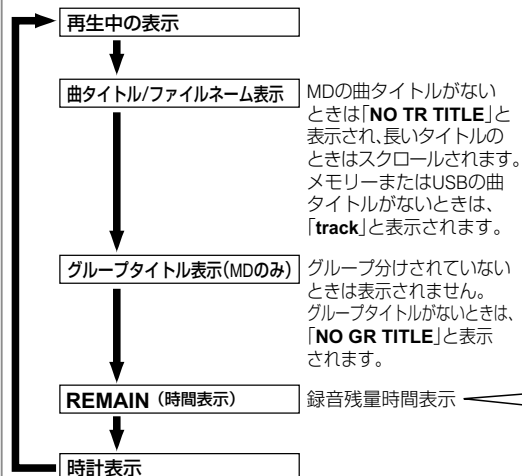 再生中の表示
曲タイトル/ファイルネーム表示
MDの曲タイトルがない
ときは「NO TR TITLE」と
表示され、長いタイトルの
ときはスクロールされます。
メモリーまたはUSBの曲
タイトルがないときは、
「track」と表示されます。
グループタイトル表示(MDのみ)
グループ分けされていない
ときは表示されません。
グループタイトルがないときは、
「NO GR TITLE」と表示
されます。
REMAIN（時間表示）
録音残量時間表示
時計表示